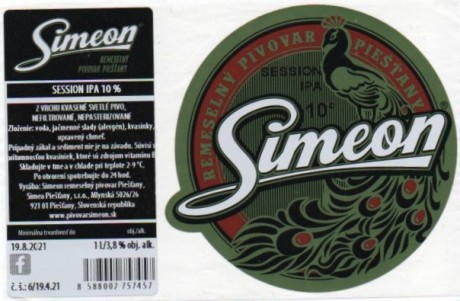 Simeon
REMESELNÝ
PIVOVAR PIEŠŤANY
SESSION IPA 10 %
Z VRCHU KVASENÉ SVETLÉ PIVO,
NEFILTROVANÉ, NEPASTERIZOVANÉ
Zloženie: voda, jačmenné slady (alergén), kvasinky,
upravený chmeľ.
Prípadný zákal a sediment nie je na závadu. Súvisí s
prítomnosťou kvasiniek, ktoré sú zdrojom vitamínu B
Skladujte v tme a v chlade pri teplote 2-9 °C.
Po otvorení spotrebujte do 24 hod.
Výroba: Simeon remeselný pivovar Piešťany,
Simeo Piešťany, s.r.o., Mlynská 5026/26
921 01 Piešťany, Slovenská republika
www.pivovarsimeon.sk
Minimálna trvanlivosť do
obj./alk.
19.8.2021
1 L/3,8 % obj. alk.
f
č. š.: 6/19.4.21
8 588002 757457
REMESELNÝ PIVOVAR PIEŠŤANY
SESSION
IPA
10°
Simeon